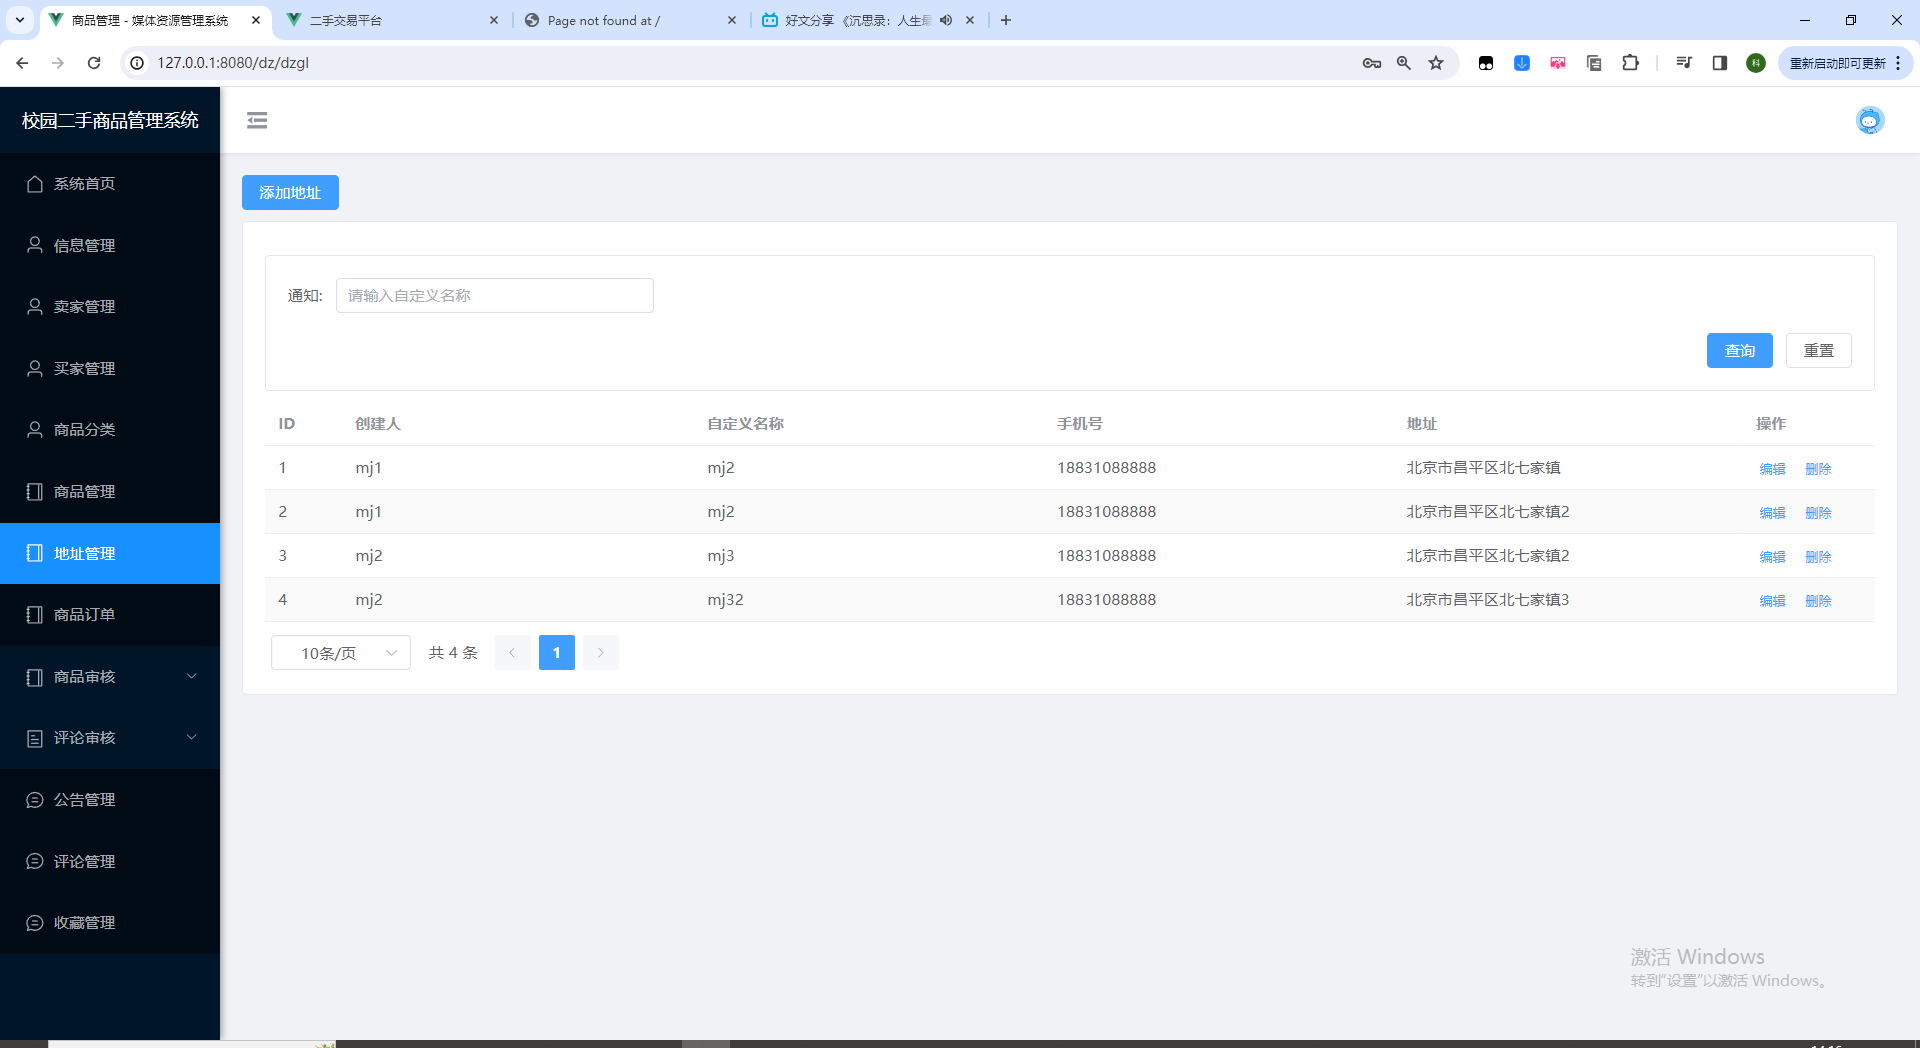 商品管理 - 媒体资源管理系统
二手交易平台
Page not found at /
好文分享 《沉思录：人生最
127.0.0.1:8080/dz/dzgl
科
重新启动即可更新
校园二手商品管理系统
系统首页
信息管理
卖家管理
买家管理
商品分类
商品管理
地址管理
商品订单
商品审核
评论审核
公告管理
评论管理
收藏管理
添加地址
通知: 请输入自定义名称
查询 重置
ID 创建人 自定义名称 手机号 地址 操作
1 mj1 mj2 18831088888 北京市昌平区北七家镇 编辑 删除
2 mj1 mj2 18831088888 北京市昌平区北七家镇2 编辑 删除
3 mj2 mj3 18831088888 北京市昌平区北七家镇2 编辑 删除
4 mj2 mj32 18831088888 北京市昌平区北七家镇3 编辑 删除
10条/页 共 4 条 1
激活 Windows
转到“设置”以激活 Windows。